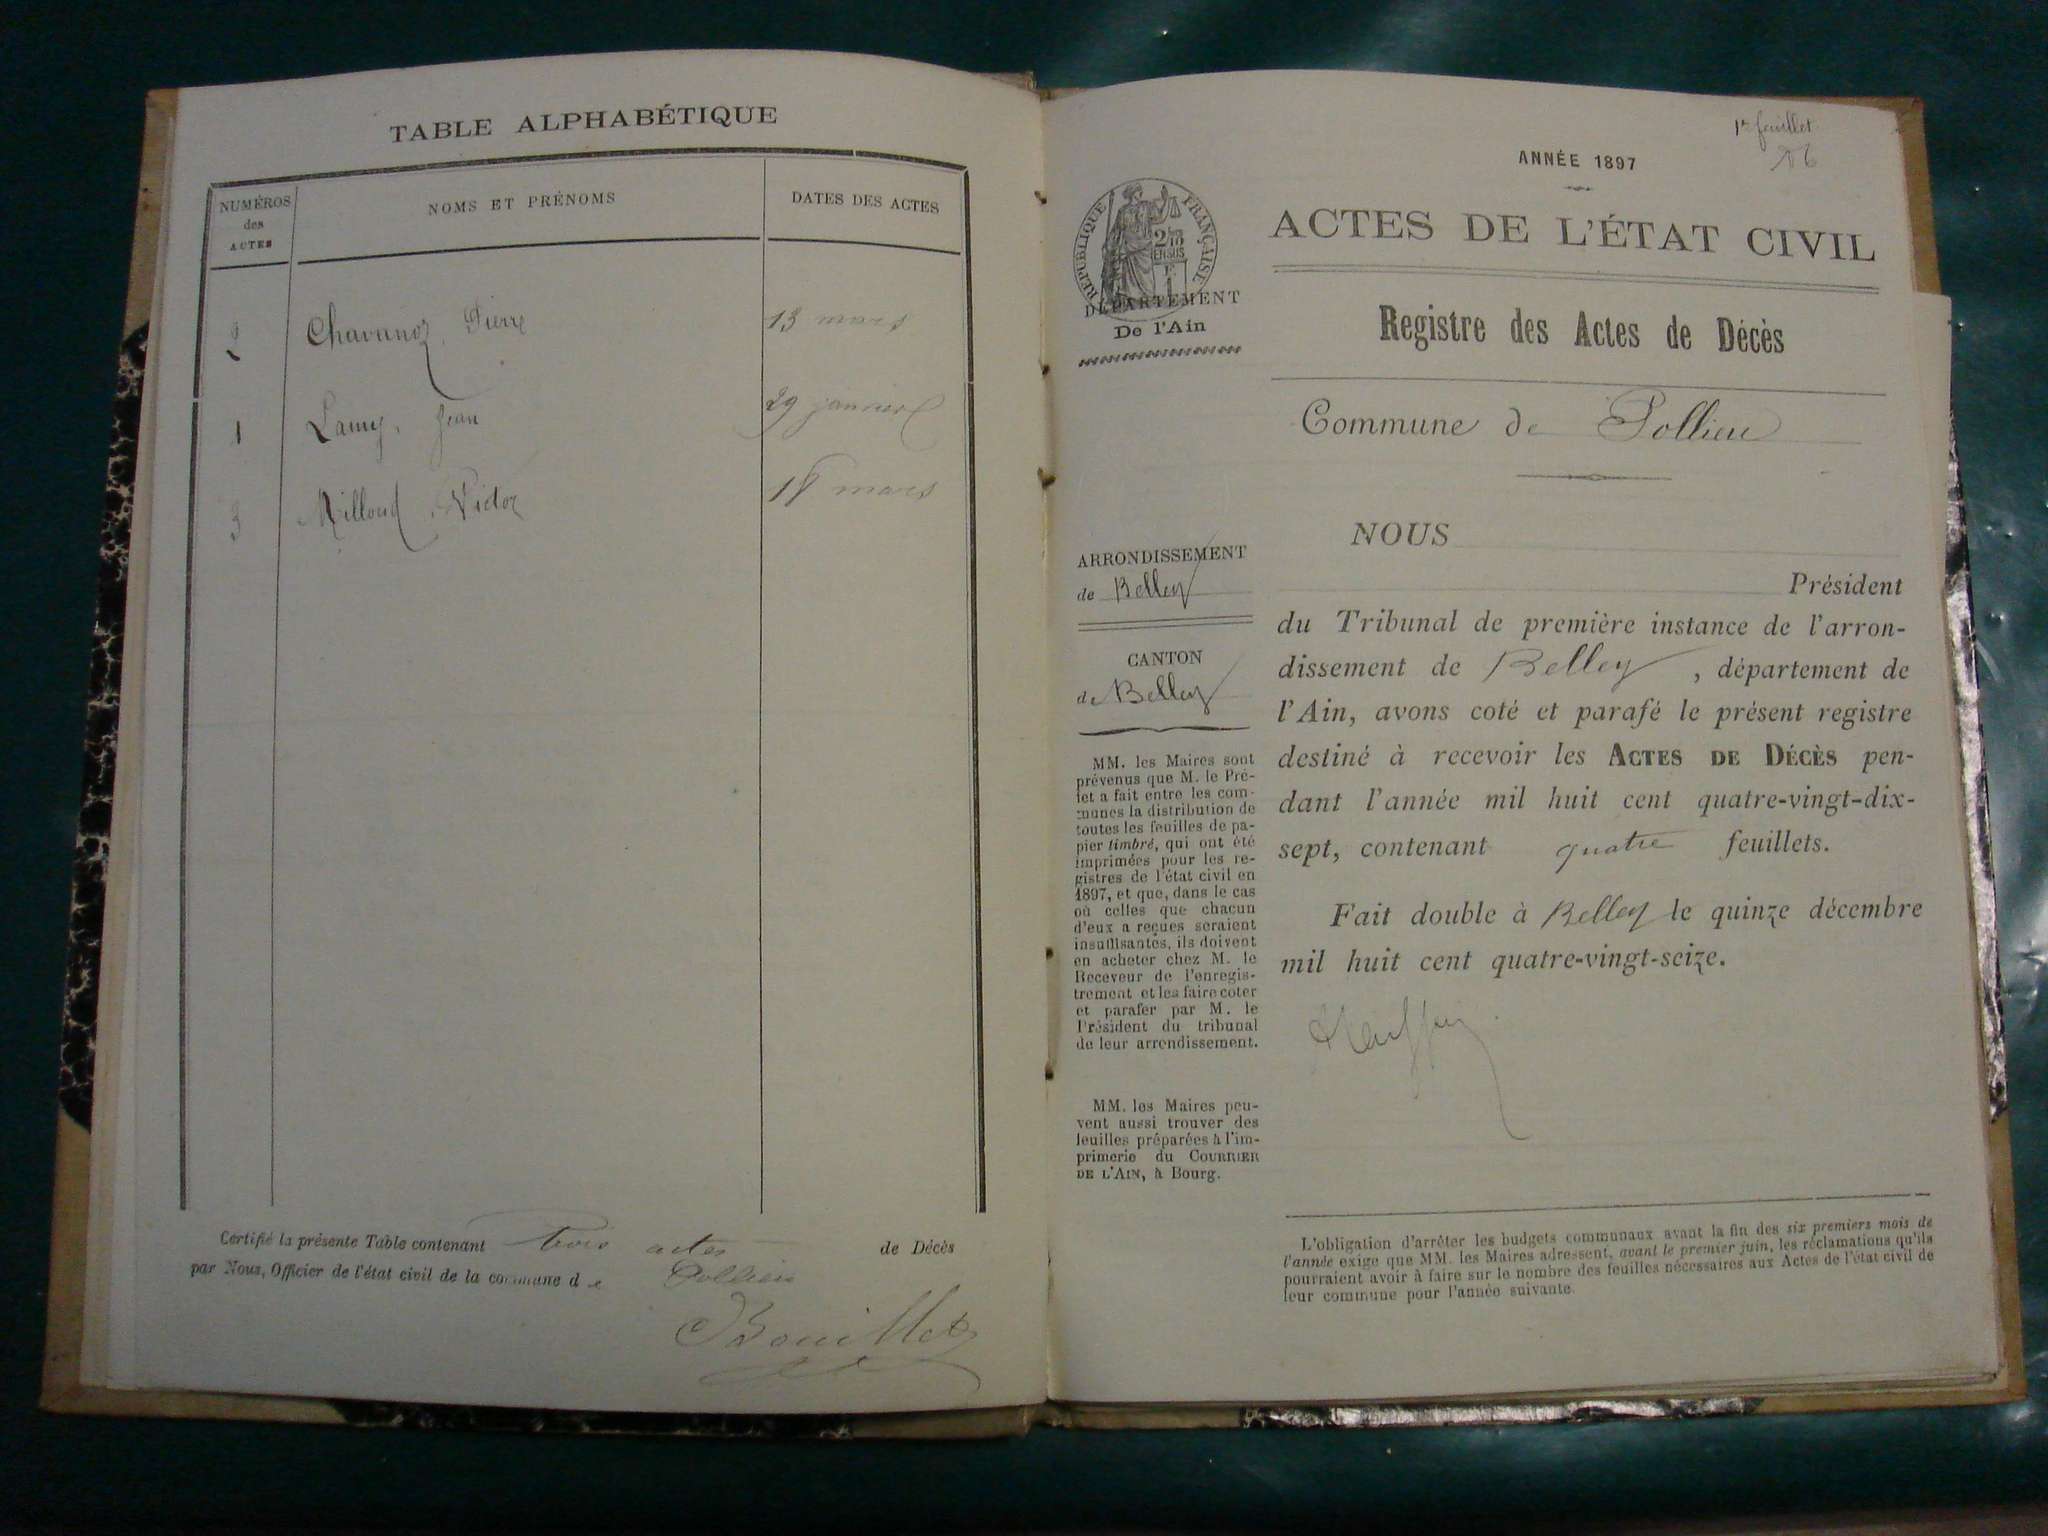 TABLE ALPHABÉTIQUE
NUMÉROS
des
ACTES
NOMS ET PRÉNOMS
DATES DES ACTES
2 Chavanoz, Pierre 13 mars
1 Lamy, Jean 29 janvier
3 Milloud, Victor 18 mars
Certifié la présente Table contenant trois actes de Décès
par Nous, Officier de l'état civil de la commune de Pollieu
Bouillet
1er feuillet
ANNÉE 1897
ACTES DE L'ÉTAT CIVIL
RÉPUBLIQUE FRANÇAISE
DÉPARTEMENT
De l'Ain
Registre des Actes de Décès
Commune de Pollieu
ARRONDISSEMENT
de Belley
CANTON
de Belley
MM. les Maires sont
prévenus que M. le Pré-
fet a fait entre les com-
munes la distribution de
toutes les feuilles de pa-
pier timbré, qui ont été
imprimées pour les re-
gistres de l'état civil en
1897, et que, dans le cas
où celles que chacun
d'eux a reçues seraient
insuffisantes, ils doivent
en acheter chez M. le
Receveur de l'enregis-
trement et les faire coter
et parafer par M. le
Président du tribunal
de leur arrondissement.
MM. les Maires peu-
vent aussi trouver des
feuilles préparées à l'im-
primerie du COURRIER
DE L'AIN, à Bourg.
NOUS
Président
du Tribunal de première instance de l'arron-
dissement de Belley, département de
l'Ain, avons coté et parafé le présent registre
destiné à recevoir les ACTES DE DÉCÈS pen-
dant l'année mil huit cent quatre-vingt-dix-
sept, contenant quatre feuillets.
Fait double à Belley le quinze décembre
mil huit cent quatre-vingt-seize.
L'obligation d'arrêter les budgets communaux avant la fin des six premiers mois de
l'année exige que MM. les Maires adressent, avant le premier juin, les réclamations qu'ils
pourraient avoir à faire sur le nombre des feuilles nécessaires aux Actes de l'état civil de
leur commune pour l'année suivante.